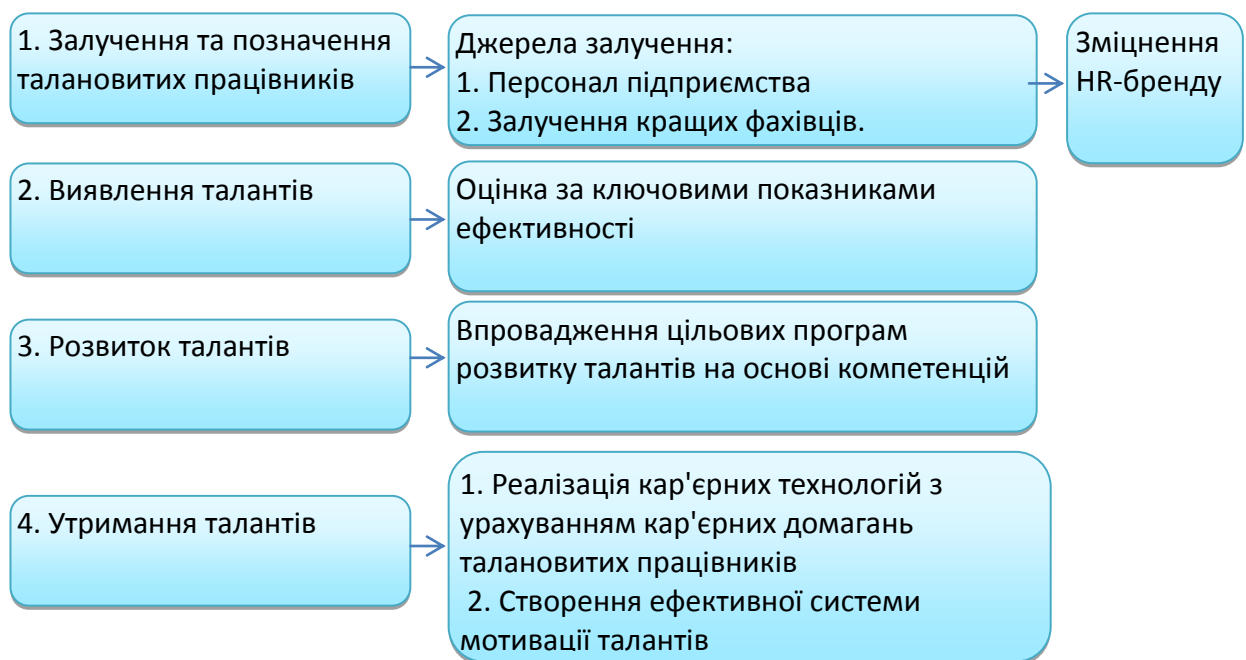 1. Залучення та позначення
талановитих працівників
Джерела залучення:
1. Персонал підприємства
2. Залучення кращих фахівців.
Зміцнення
HR-бренду
2. Виявлення талантів
Оцінка за ключовими показниками
ефективності
3. Розвиток талантів
Впровадження цільових програм
розвитку талантів на основі компетенцій
4. Утримання талантів
1. Реалізація кар'єрних технологій з
урахуванням кар'єрних домагань
талановитих працівників
2. Створення ефективної системи
мотивації талантів